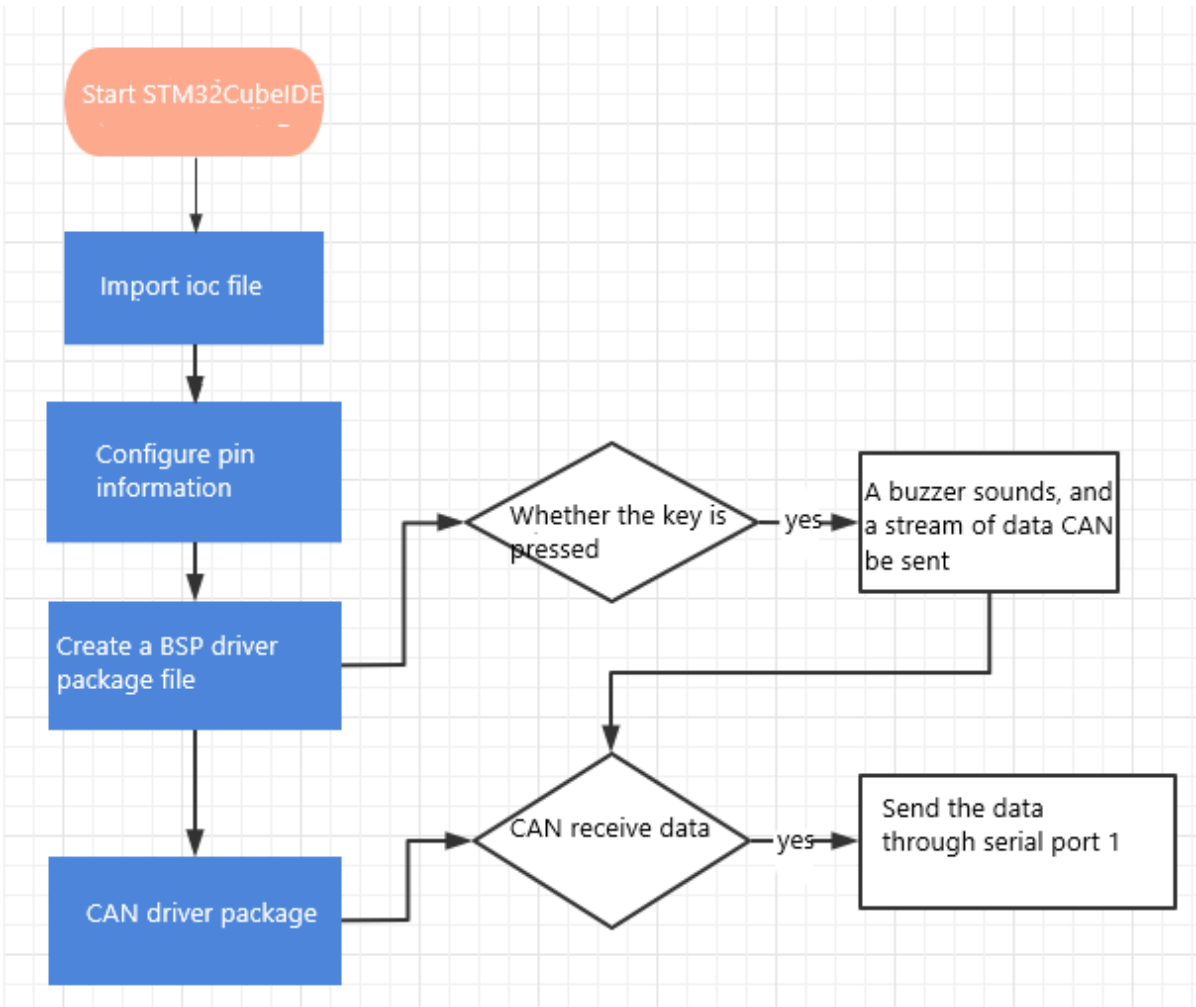 Start STM32CubeIDE
Import ioc file
Configure pin
information
Whether the key is
pressed
yes
A buzzer sounds, and
a stream of data CAN
be sent
Create a BSP driver
package file
CAN receive data
yes
Send the data
through serial port 1
CAN driver package